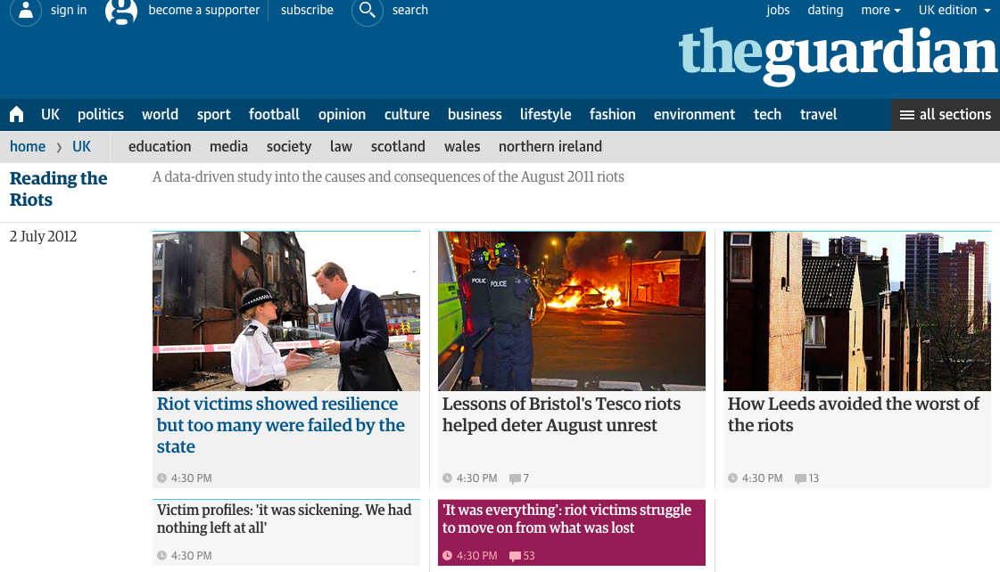 sign in
become a supporter
subscribe
search
jobs
dating
more
UK edition
theguardian
UK
politics
world
sport
football
opinion
culture
business
lifestyle
fashion
environment
tech
travel
all sections
home
UK
education
media
society
law
scotland
wales
northern ireland
Reading the
Riots
A data-driven study into the causes and consequences of the August 2011 riots
2 July 2012
POLICE
Riot victims showed resilience
but too many were failed by the
state
4:30 PM
Lessons of Bristol's Tesco riots
helped deter August unrest
4:30 PM
7
How Leeds avoided the worst of
the riots
4:30 PM
13
Victim profiles: 'it was sickening. We had
nothing left at all'
4:30 PM
'It was everything': riot victims struggle
to move on from what was lost
4:30 PM
53